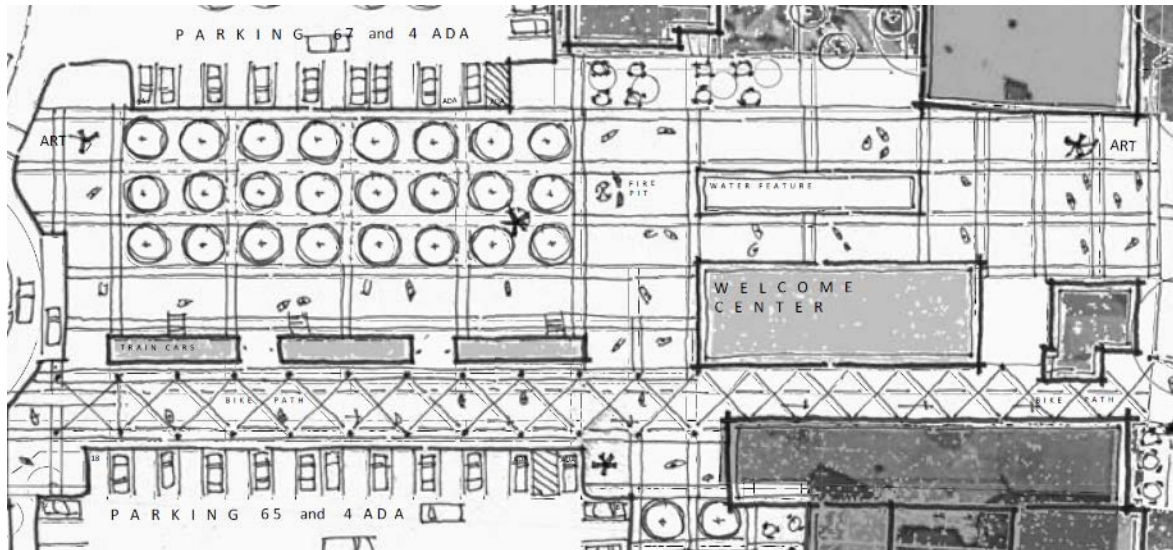 PARKING 67 and 4 ADA
ADA
ART
ART
FIRE
PIT
WATER FEATURE
WELCOME
CENTER
TRAIN CARS
BIKE PATH
BIKE PATH
18
PARKING 65 and 4 ADA